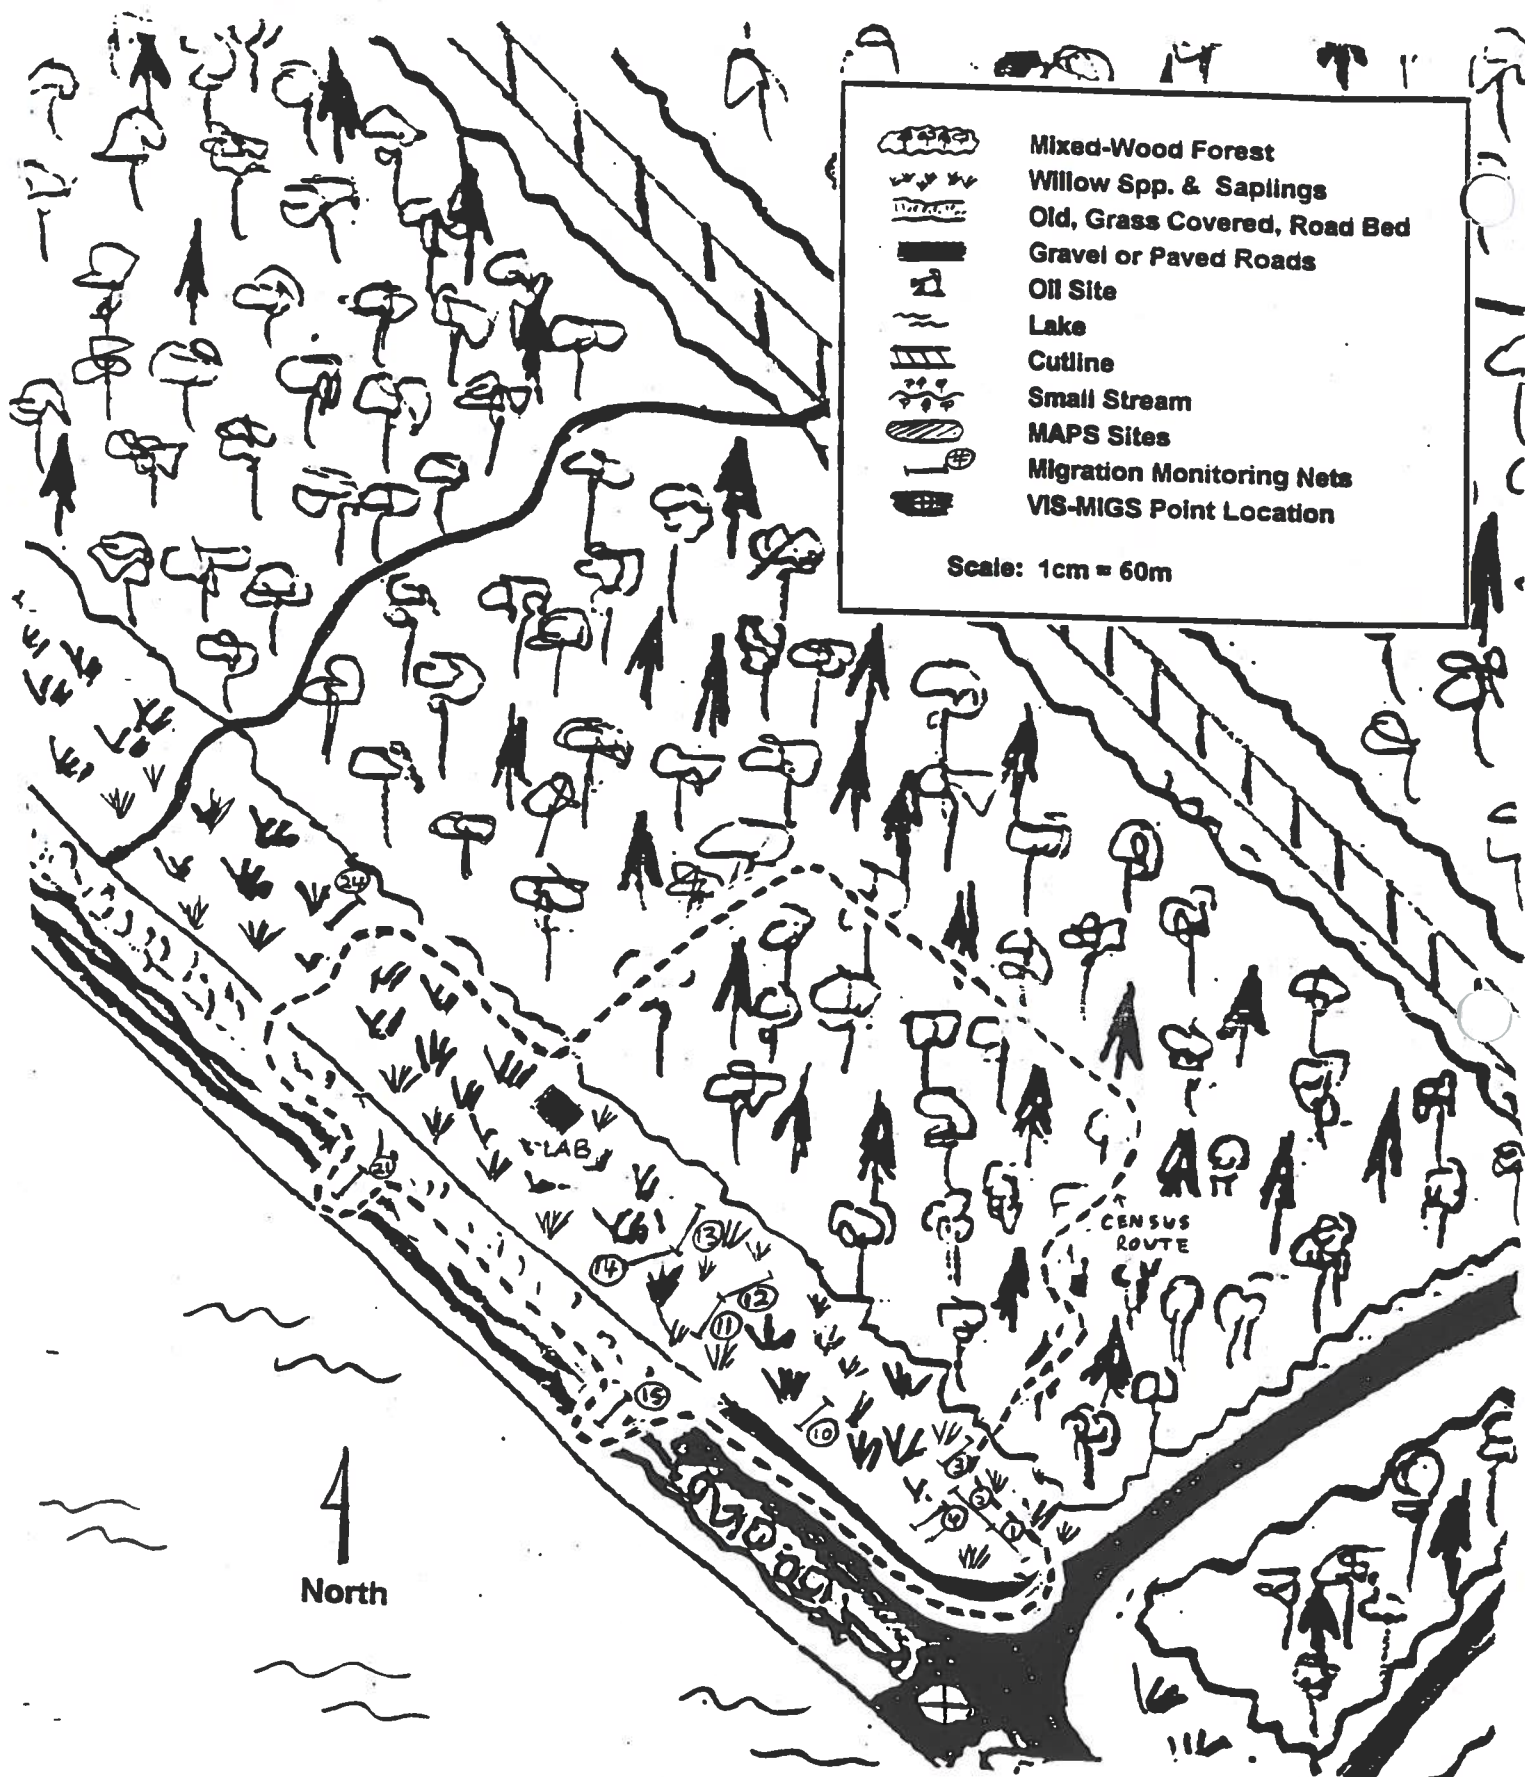 Mixed-Wood Forest
Willow Spp. & Saplings
Old, Grass Covered, Road Bed
Gravel or Paved Roads
Oil Site
Lake
Cutline
Small Stream
MAPS Sites
Migration Monitoring Nets
VIS-MIGS Point Location
Scale: 1cm = 60m
24
LAB
21
CENSUS
ROUTE
13
14
12
11
15
10
3
2
4
1
North